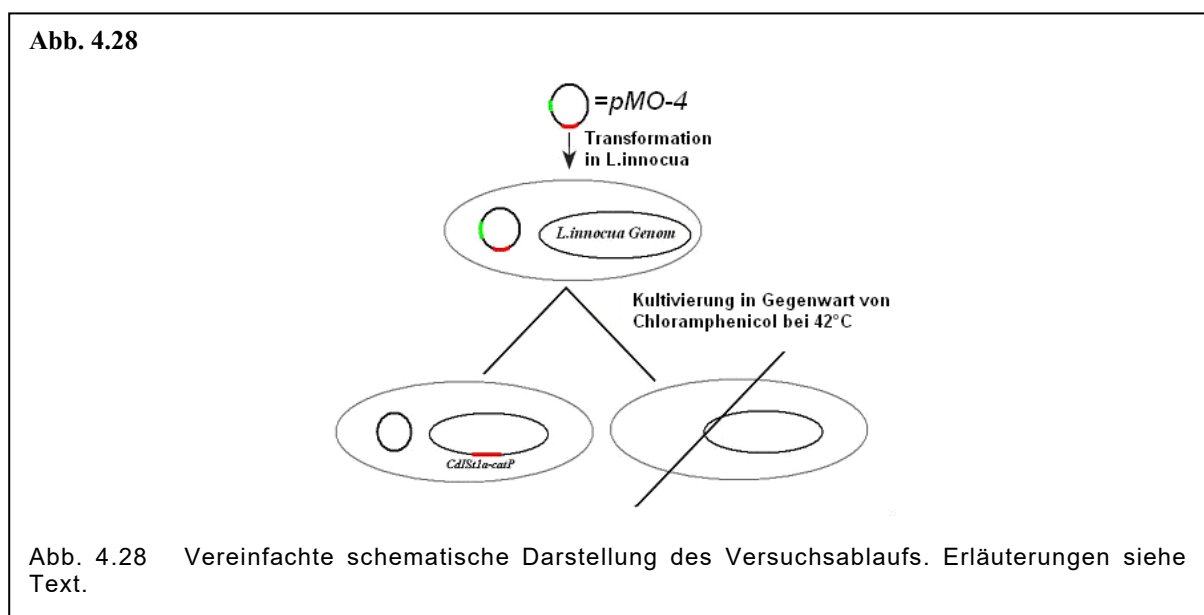 Abb. 4.28
=pMO-4
Transformation
in L.innocua
L.innocua Genom
Kultivierung in Gegenwart von
Chloramphenicol bei 42°C
CdISt1a-catP
Abb. 4.28 Vereinfachte schematische Darstellung des Versuchsablaufs. Erläuterungen siehe
Text.